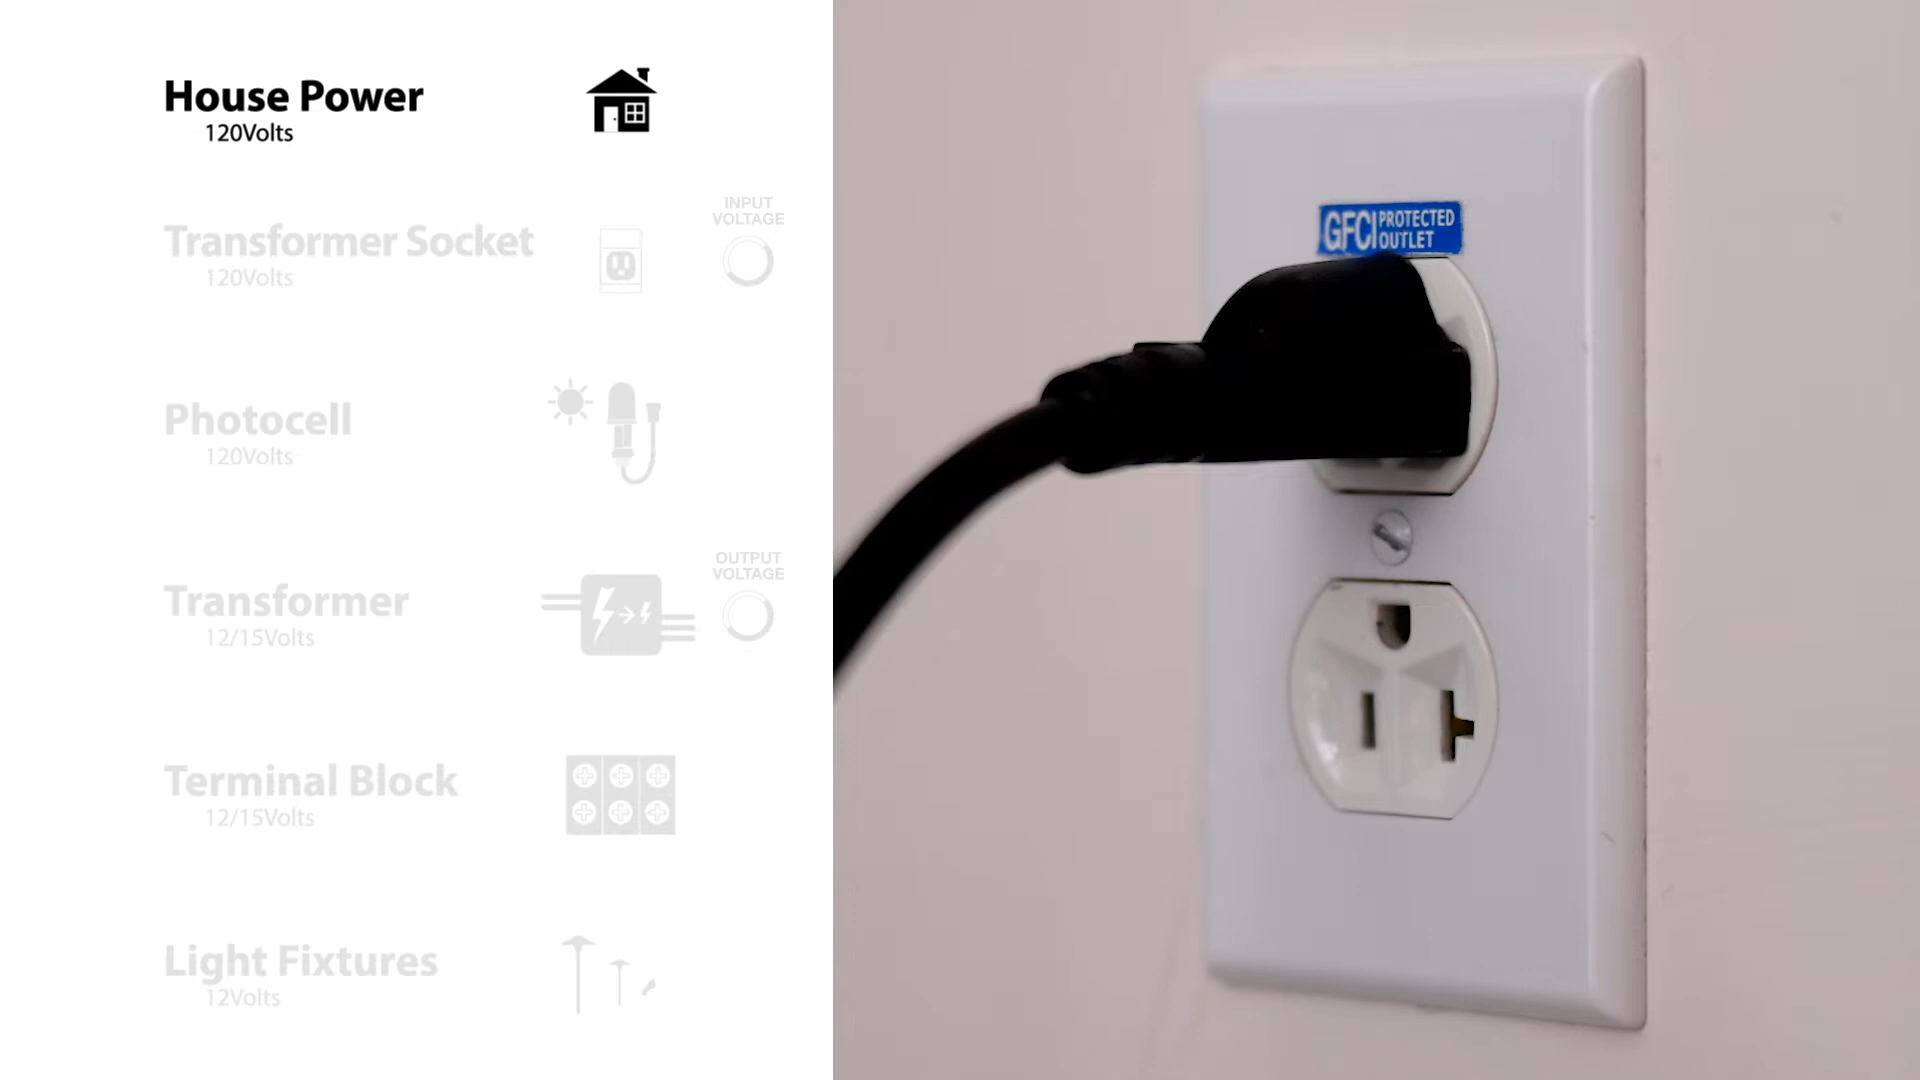 House Power
120Volts
INPUT
VOLTAGE
Transformer Socket
120Volts
Photocell
120Volts
OUTPUT
VOLTAGE
Transformer
12/15Volts
Terminal Block
12/15Volts
Light Fixtures
12Volts
GFCI PROTECTED
OUTLET